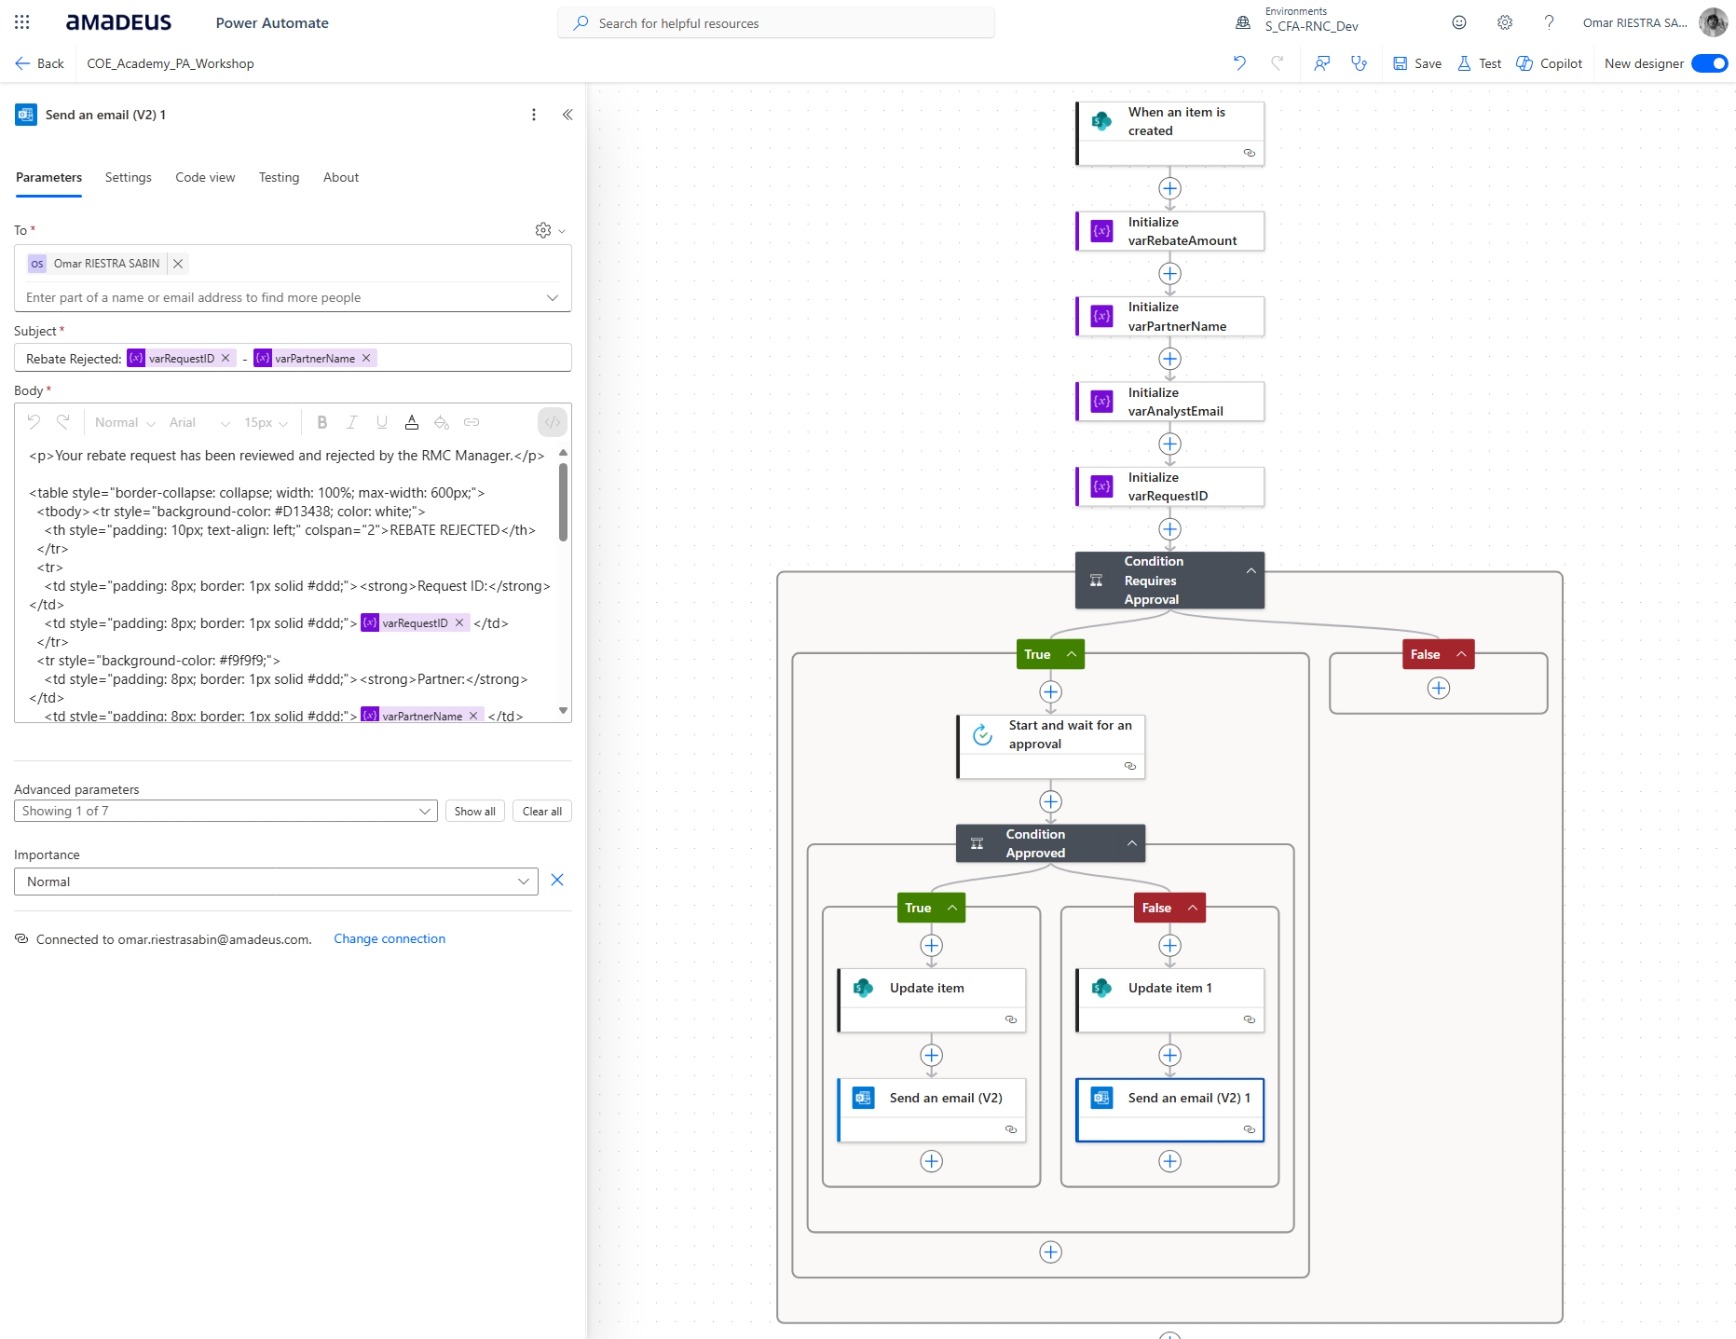 amadeus
Power Automate
Search for helpful resources
Environments
S_CFA-RNC_Dev
Omar RIESTRA SA...
Back
COE_Academy_PA_Workshop
Save
Test
Copilot
New designer
Send an email (V2) 1
Parameters
Settings
Code view
Testing
About
To *
OS
Omar RIESTRA SABIN
Enter part of a name or email address to find more people
Subject *
Rebate Rejected: {x} varRequestID - {x} varPartnerName
Body *
Normal
Arial
15px
B I U A </>
<p>Your rebate request has been reviewed and rejected by the RMC Manager.</p>
<table style="border-collapse: collapse; width: 100%; max-width: 600px;">
<tbody><tr style="background-color: #D13438; color: white;">
<th style="padding: 10px; text-align: left;" colspan="2">REBATE REJECTED</th>
</tr>
<tr>
<td style="padding: 8px; border: 1px solid #ddd;"><strong>Request ID:</strong>
</td>
<td style="padding: 8px; border: 1px solid #ddd;"> {x} varRequestID </td>
</tr>
<tr style="background-color: #f9f9f9;">
<td style="padding: 8px; border: 1px solid #ddd;"><strong>Partner:</strong>
</td>
<td style="padding: 8px; border: 1px solid #ddd;"> {x} varPartnerName </td>
Advanced parameters
Showing 1 of 7
Show all
Clear all
Importance
Normal
Connected to omar.riestrasabin@amadeus.com.
Change connection
When an item is
created
{x}
Initialize
varRebateAmount
{x}
Initialize
varPartnerName
{x}
Initialize
varAnalystEmail
{x}
Initialize
varRequestID
Condition
Requires
Approval
True
False
Start and wait for an
approval
Condition
Approved
True
False
Update item
Update item 1
Send an email (V2)
Send an email (V2) 1